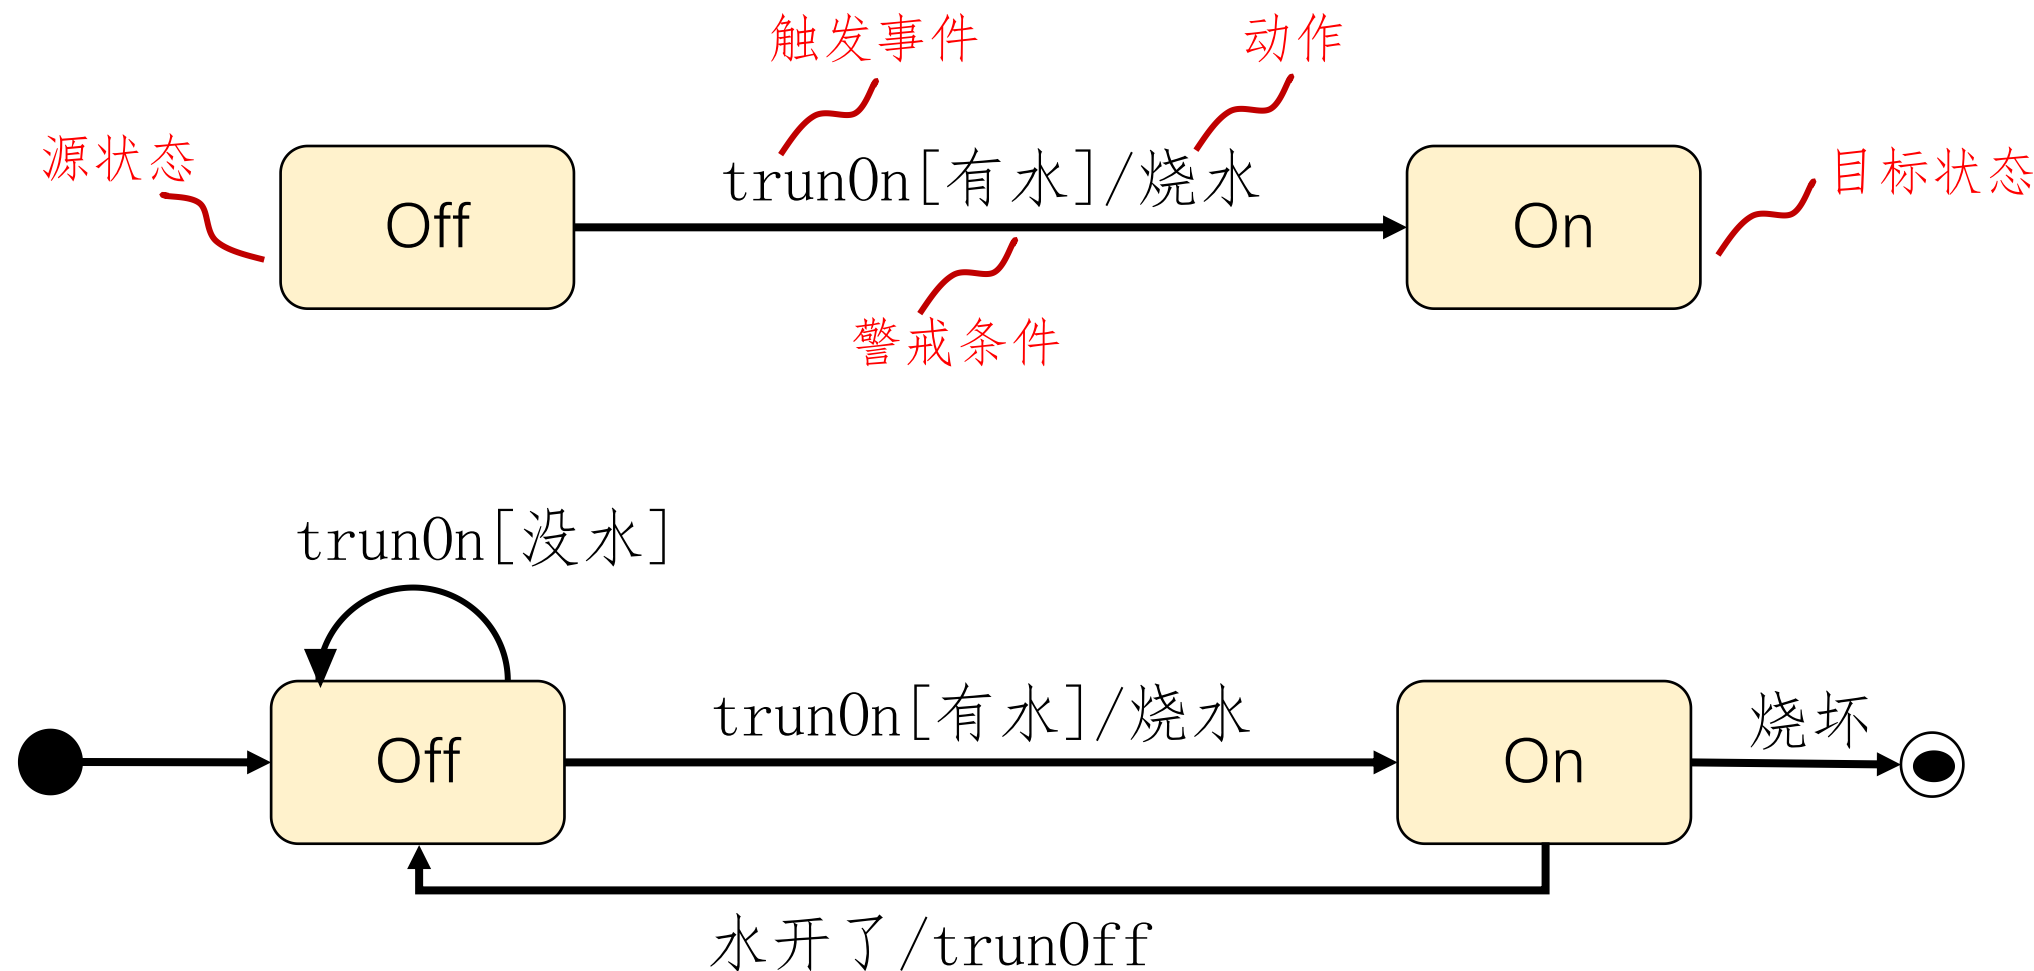 触发事件
动作
源状态
trunOn[有水]/烧水
目标状态
Off
On
警戒条件
trunOn[没水]
trunOn[有水]/烧水
烧坏
Off
On
水开了/trunOff